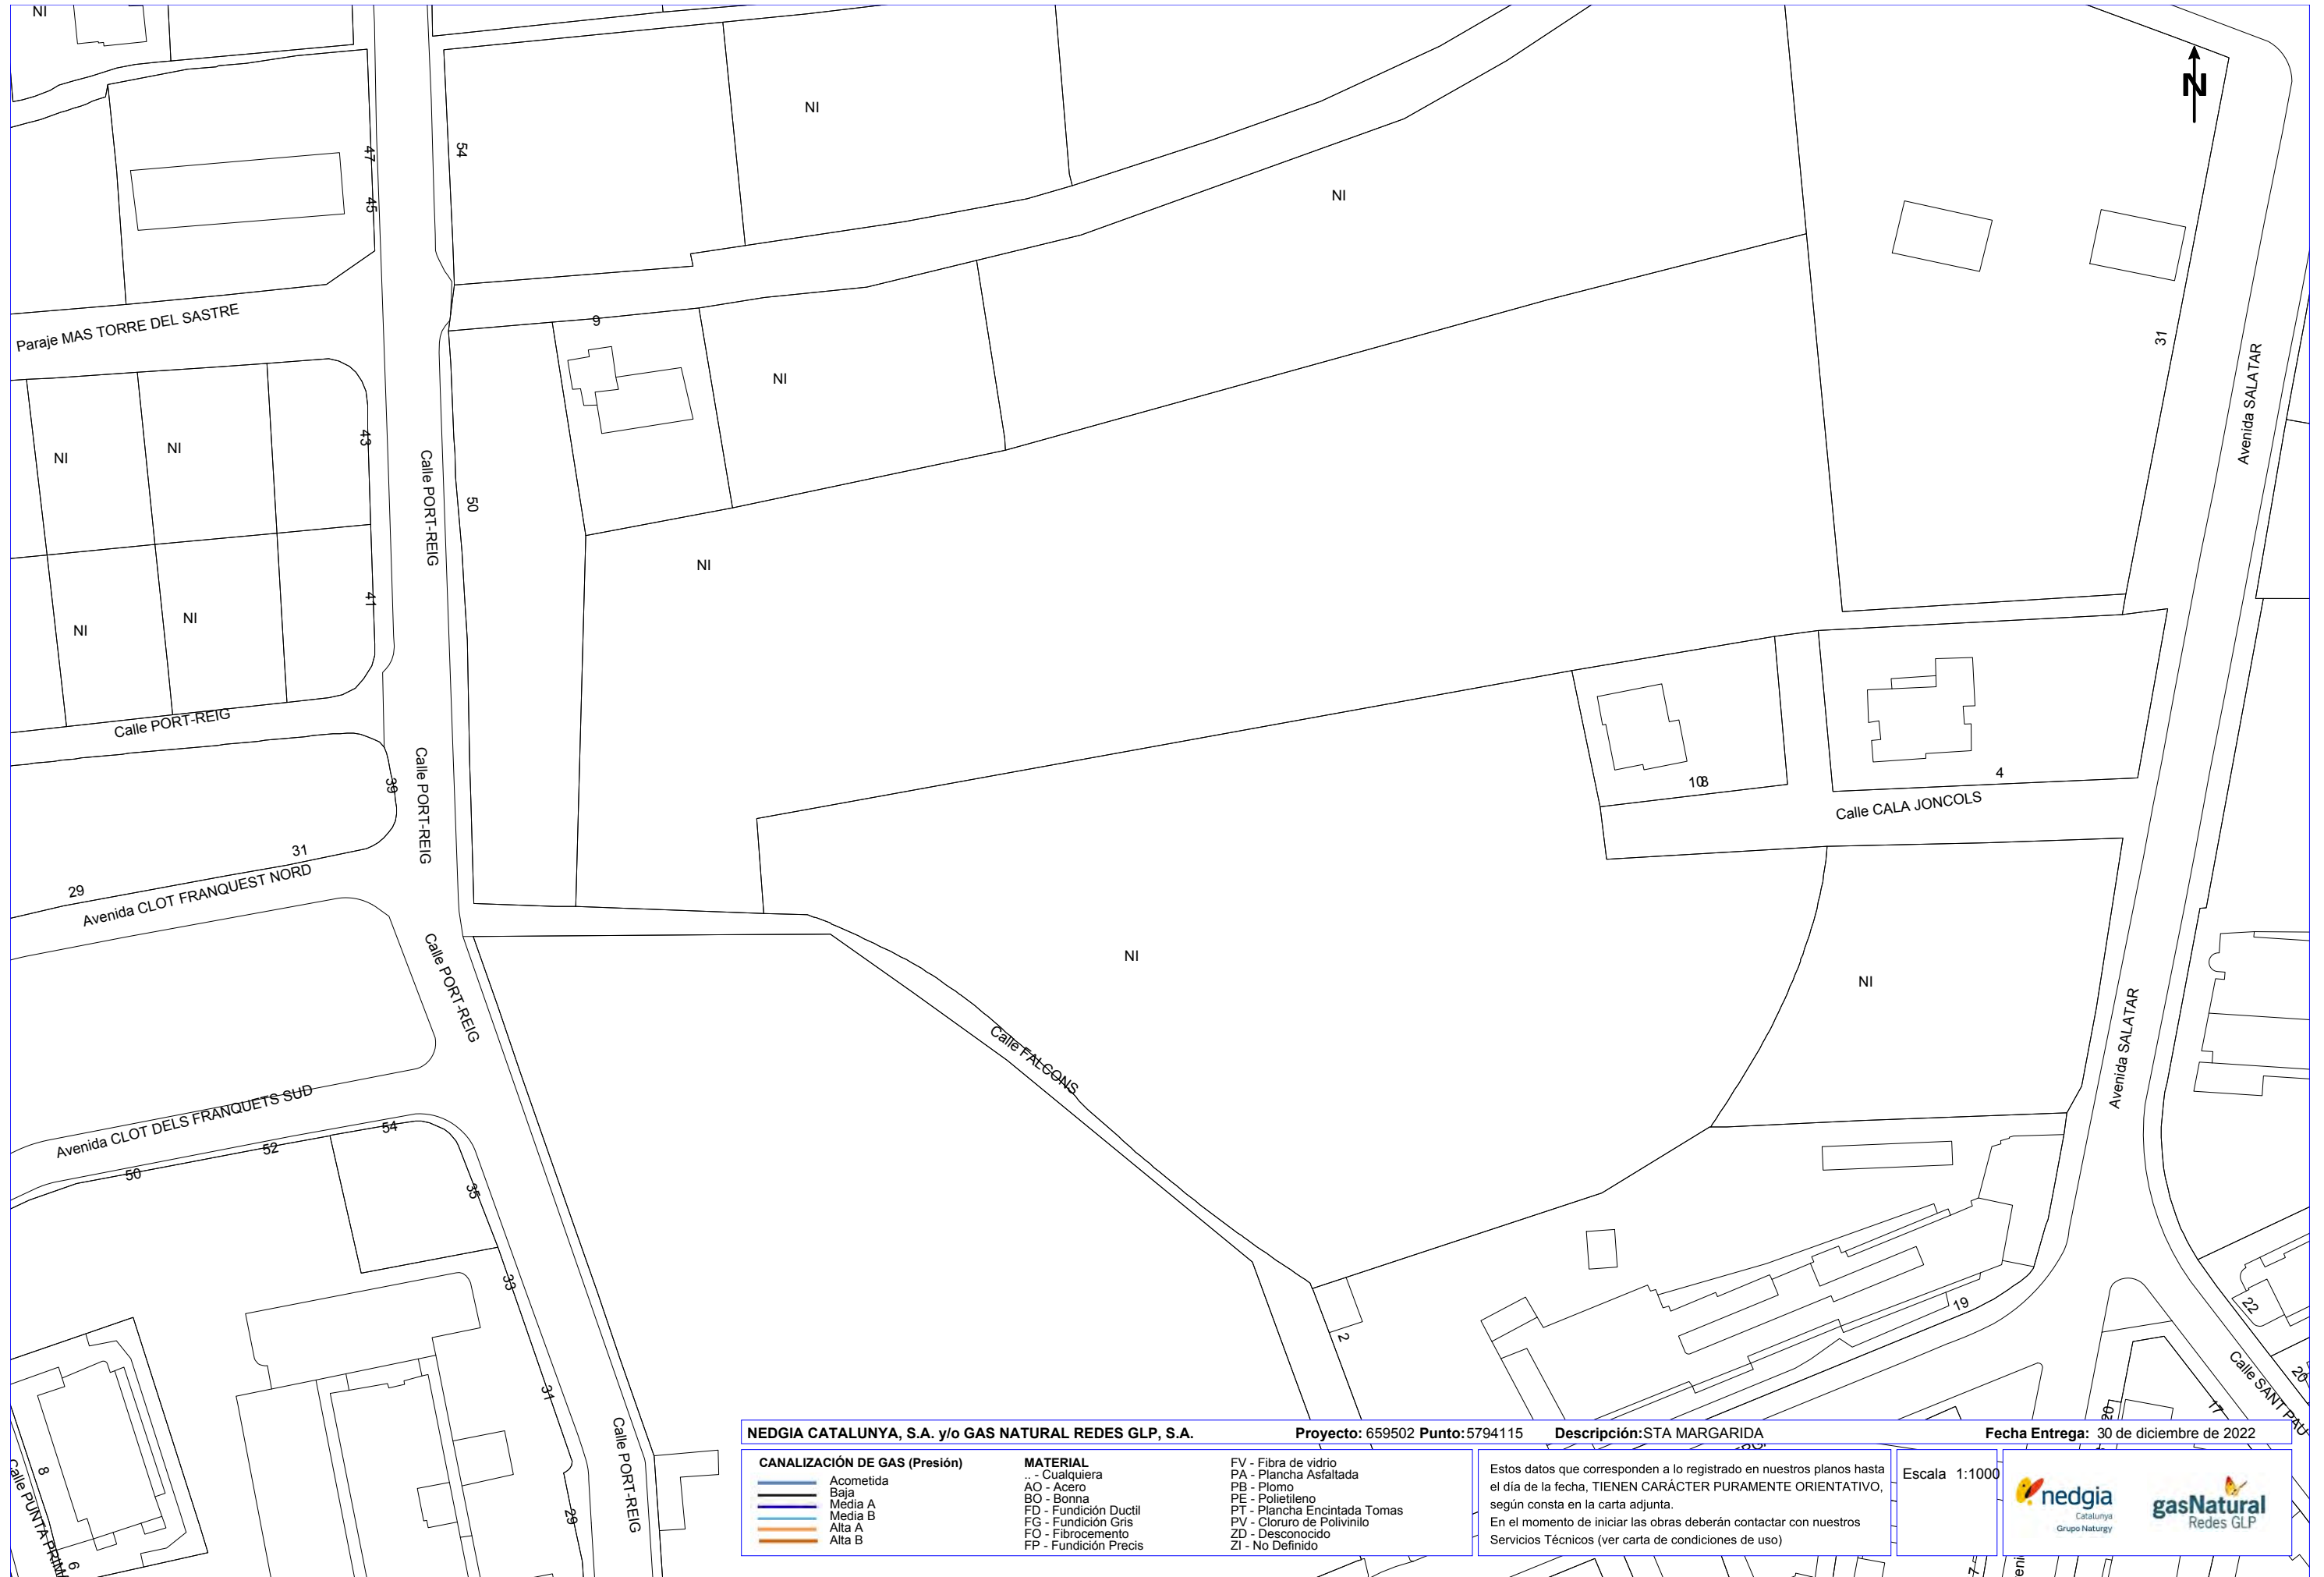 NI
N
NI
47
54
45
NI
Paraje MAS TORRE DEL SASTRE
9
31
Avenida SALATAR
NI
43
NI
NI
Calle PORT-REIG
50
NI
41
NI
NI
Calle PORT-REIG
Calle PORT-REIG
39
108
4
Calle CALA JONCOLS
31
29
Avenida CLOT FRANQUEST NORD
Calle PORT-REIG
NI
NI
Calle FALCONS
Avenida SALATAR
Avenida CLOT DELS FRANQUETS SUD
54
52
50
35
33
19
22
2
Calle SANT PAU
20
31
17
20
Calle PORT-REIG
8
Calle PUNTA PRIM
29
6
NEDGIA CATALUNYA, S.A. y/o GAS NATURAL REDES GLP, S.A. Proyecto: 659502 Punto:5794115 Descripción:STA MARGARIDA Fecha Entrega: 30 de diciembre de 2022
CANALIZACIÓN DE GAS (Presión)
Acometida
Baja
Media A
Media B
Alta A
Alta B
MATERIAL
.. - Cualquiera
AO - Acero
BO - Bonna
FD - Fundición Ductil
FG - Fundición Gris
FO - Fibrocemento
FP - Fundición Precis
FV - Fibra de vidrio
PA - Plancha Asfaltada
PB - Plomo
PE - Polietileno
PT - Plancha Encintada Tomas
PV - Cloruro de Polivinilo
ZD - Desconocido
ZI - No Definido
Estos datos que corresponden a lo registrado en nuestros planos hasta
el día de la fecha, TIENEN CARÁCTER PURAMENTE ORIENTATIVO,
según consta en la carta adjunta.
En el momento de iniciar las obras deberán contactar con nuestros
Servicios Técnicos (ver carta de condiciones de uso)
Escala 1:1000
nedgia
Catalunya
Grupo Naturgy
gasNatural
Redes GLP